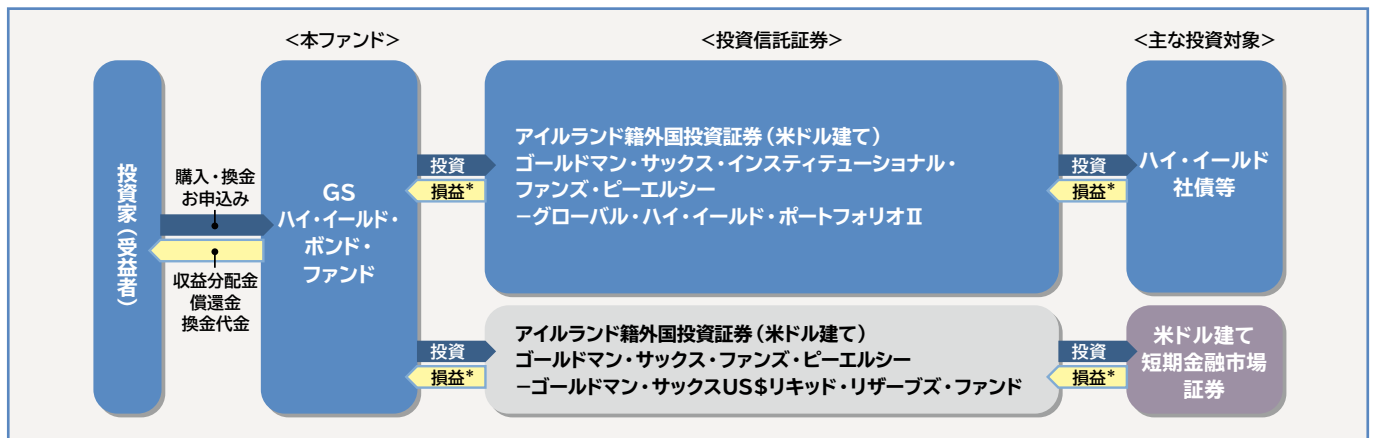 <本ファンド>
<投資信託証券>
<主な投資対象>
投資家(受益者)
購入・換金
お申込み
収益分配金
償還金
換金代金
GS
ハイ・イールド・
ボンド・
ファンド
投資
損益*
アイルランド籍外国投資証券(米ドル建て)
ゴールドマン・サックス・インスティテューショナル・
ファンズ・ピーエルシー
－グローバル・ハイ・イールド・ポートフォリオⅡ
投資
損益*
ハイ・イールド
社債等
投資
損益*
アイルランド籍外国投資証券(米ドル建て)
ゴールドマン・サックス・ファンズ・ピーエルシー
－ゴールドマン・サックスUS$リキッド・リザーブズ・ファンド
投資
損益*
米ドル建て
短期金融市場
証券